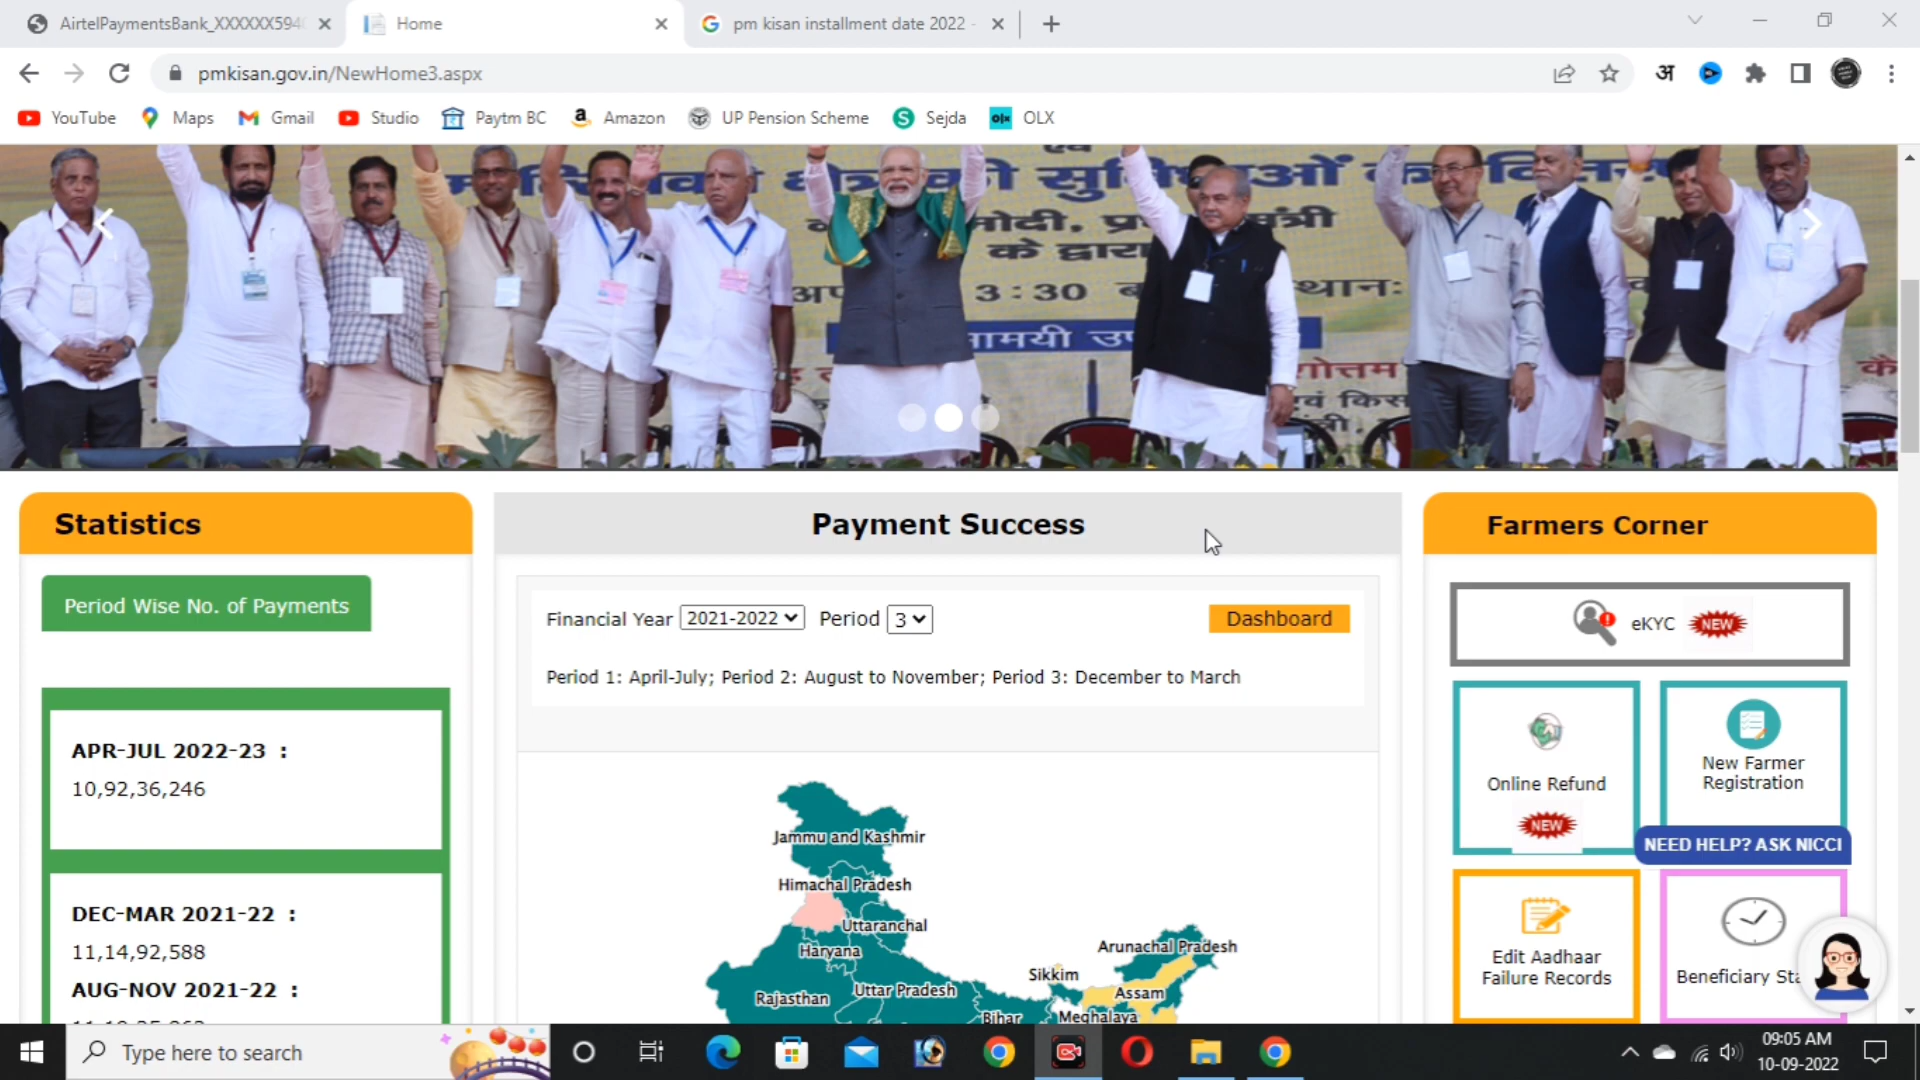 AirtelPaymentsBank_XXXXXX594
Home
pm kisan installment date 2022 -
pmkisan.gov.in/NewHome3.aspx
अ
YouTube
Maps
Gmail
Studio
Paytm BC
Amazon
UP Pension Scheme
Sejda
OLX
एवं
की सुविधाओं का वितरण
मोदी,
के द्वारा
3:30
स्थान:
Statistics
Payment Success
Farmers Corner
Period Wise No. of Payments
Financial Year 2021-2022 Period 3 Dashboard
eKYC NEW
Period 1: April-July; Period 2: August to November; Period 3: December to March
APR-JUL 2022-23 :
10,92,36,246
Online Refund
NEW
New Farmer
Registration
NEED HELP? ASK NICCI
DEC-MAR 2021-22 :
11,14,92,588
AUG-NOV 2021-22 :
Jammu and Kashmir
Himachal Pradesh
Uttaranchal
Haryana
Arunachal Pradesh
Sikkim
Rajasthan
Uttar Pradesh
Assam
Bihar
Meghalaya
Edit Aadhaar
Failure Records
Beneficiary Sta
Type here to search
09:05 AM
10-09-2022